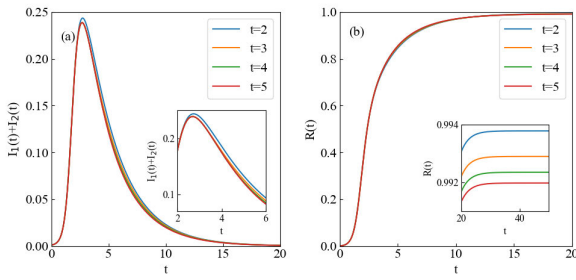 (a)
t=2
t=3
t=4
t=5
0.25
0.20
0.15
0.10
0.05
0.00
I₁(t)+I₂(t)
0
5
10
15
20
t
0.2
0.1
I₁(t)+I₂(t)
2
4
6
t
(b)
t=2
t=3
t=4
t=5
1.0
0.8
0.6
0.4
0.2
0.0
R(t)
0
5
10
15
20
t
0.994
0.992
R(t)
20
40
t